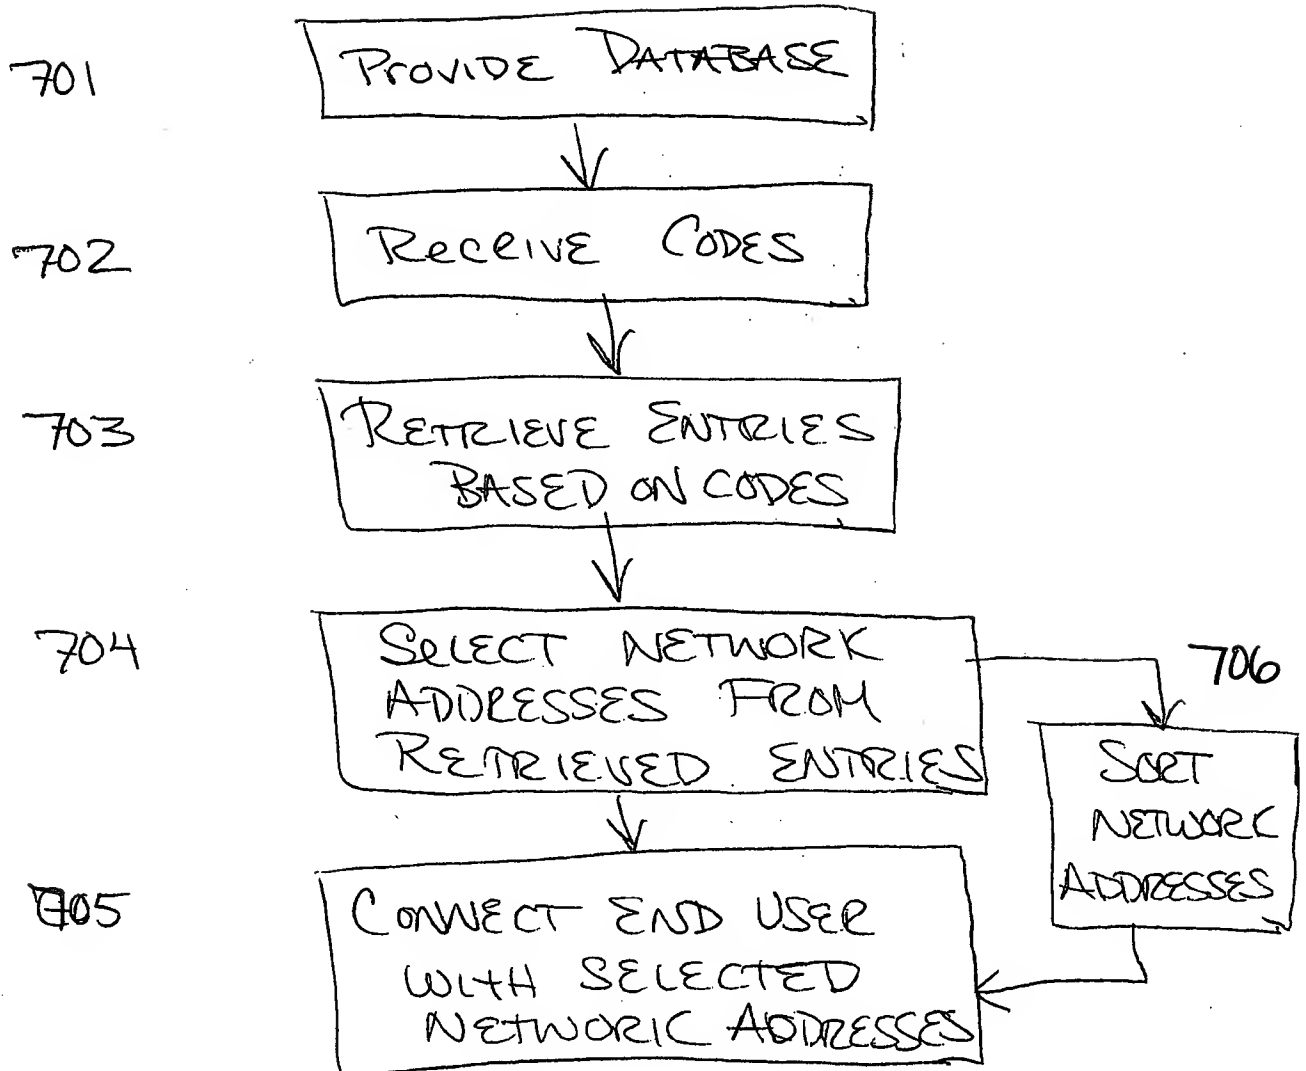 701
PROVIDE DATABASE
702
RECEIVE CODES
703
RETRIEVE ENTRIES
BASED ON CODES
704
SELECT NETWORK
ADDRESSES FROM
RETRIEVED ENTRIES
706
SORT
NETWORK
ADDRESSES
705
CONNECT END USER
WITH SELECTED
NETWORK ADDRESSES